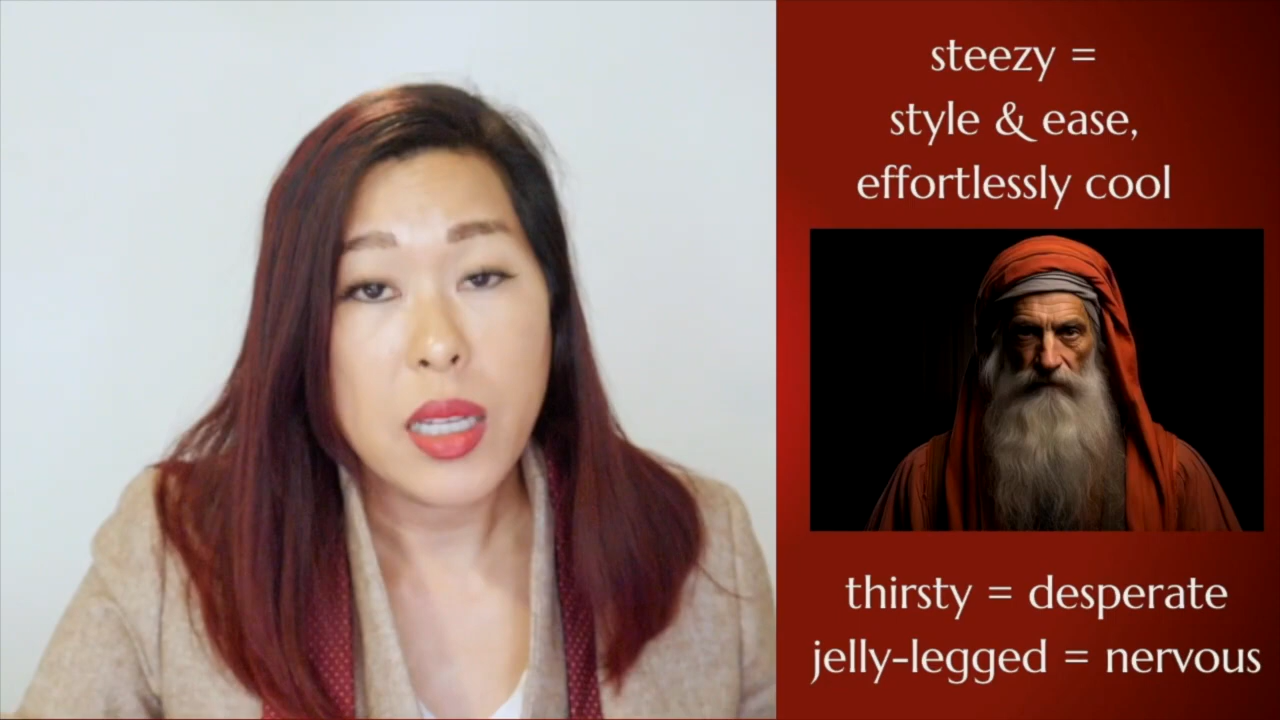 steezy =
style & ease,
effortlessly cool
thirsty = desperate
jelly-legged = nervous